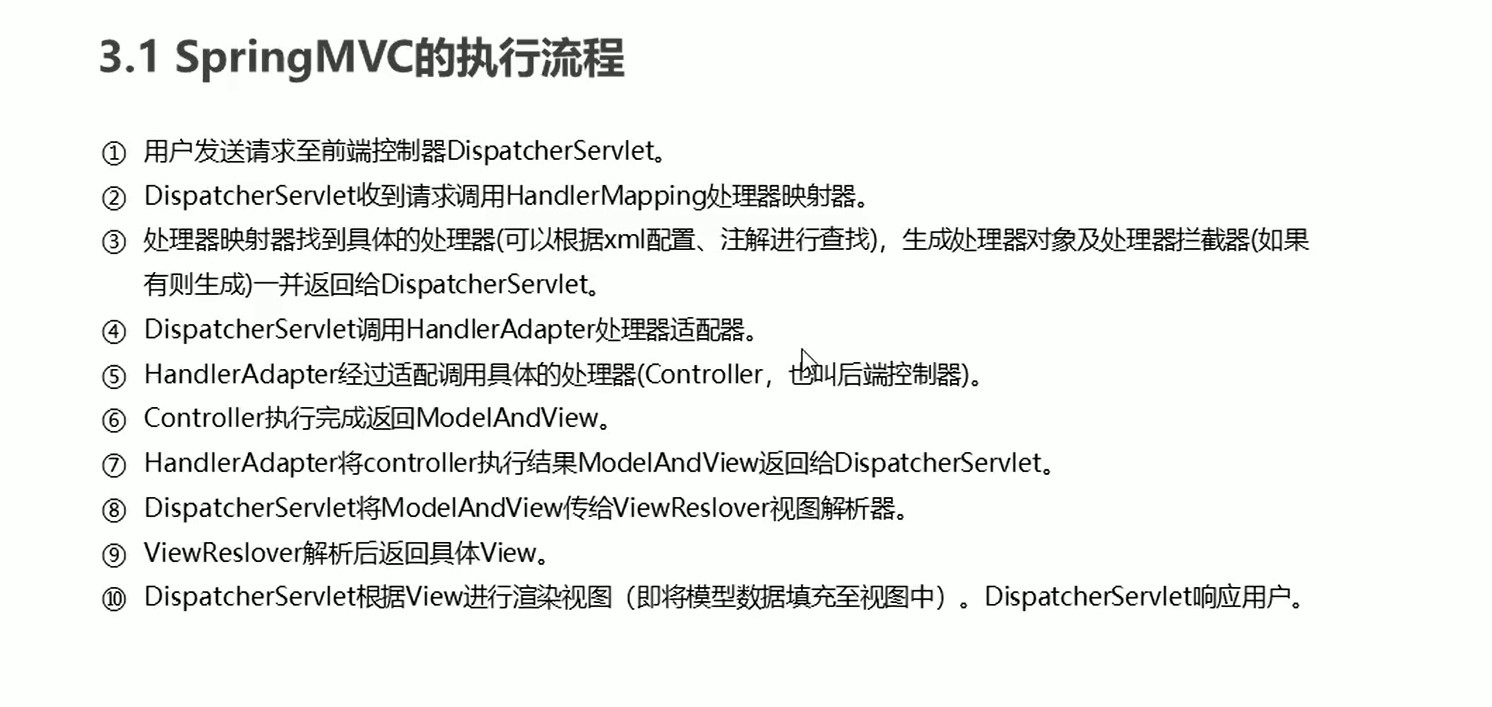 3.1 SpringMVC的执行流程
① 用户发送请求至前端控制器DispatcherServlet。
② DispatcherServlet收到请求调用HandlerMapping处理器映射器。
③ 处理器映射器找到具体的处理器(可以根据xml配置、注解进行查找)，生成处理器对象及处理器拦截器(如果
有则生成)一并返回给DispatcherServlet。
④ DispatcherServlet调用HandlerAdapter处理器适配器。
⑤ HandlerAdapter经过适配调用具体的处理器(Controller，也叫后端控制器)。
⑥ Controller执行完成返回ModelAndView。
⑦ HandlerAdapter将controller执行结果ModelAndView返回给DispatcherServlet。
⑧ DispatcherServlet将ModelAndView传给ViewReslover视图解析器。
⑨ ViewReslover解析后返回具体View。
⑩ DispatcherServlet根据View进行渲染视图（即将模型数据填充至视图中）。DispatcherServlet响应用户。